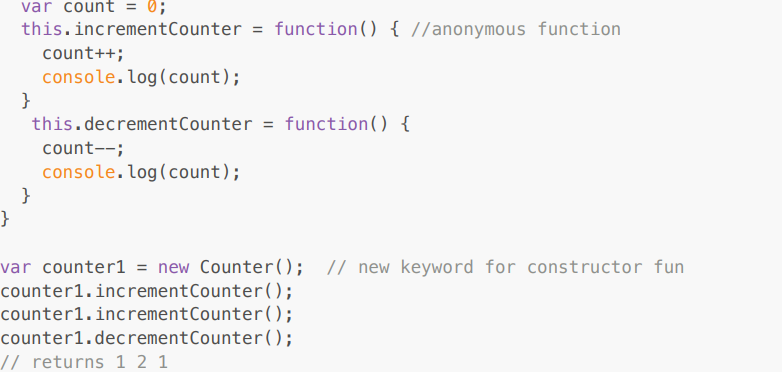 var count = 0;
this.incrementCounter = function() { //anonymous function
count++;
console.log(count);
}
this.decrementCounter = function() {
count--;
console.log(count);
}
}
var counter1 = new Counter();  // new keyword for constructor fun
counter1.incrementCounter();
counter1.incrementCounter();
counter1.decrementCounter();
// returns 1 2 1